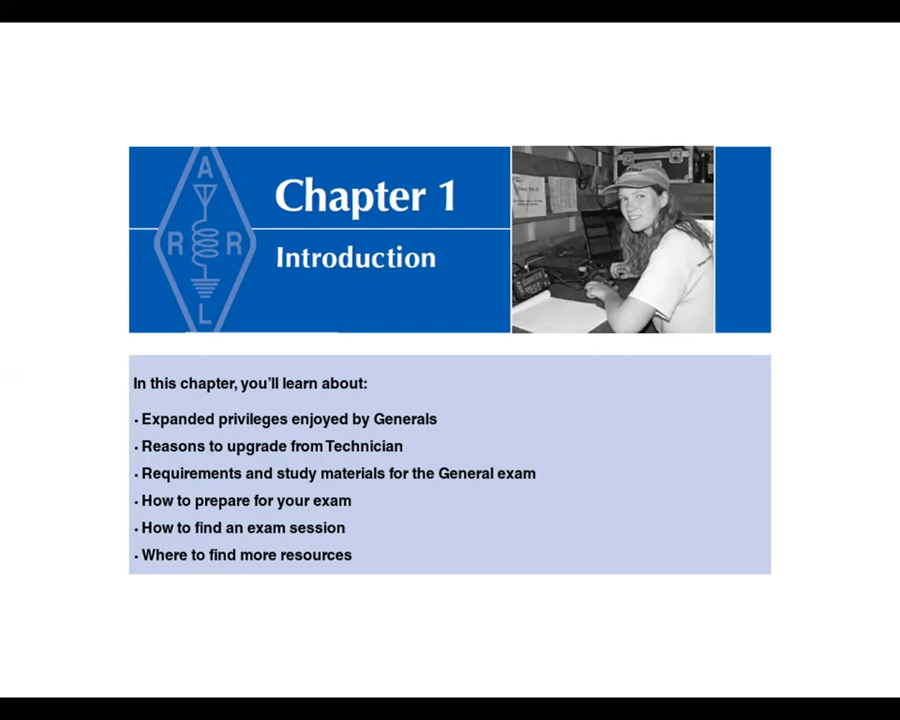 A
R R
L
Chapter 1
Introduction
In this chapter, you'll learn about:
• Expanded privileges enjoyed by Generals
• Reasons to upgrade from Technician
• Requirements and study materials for the General exam
• How to prepare for your exam
• How to find an exam session
• Where to find more resources